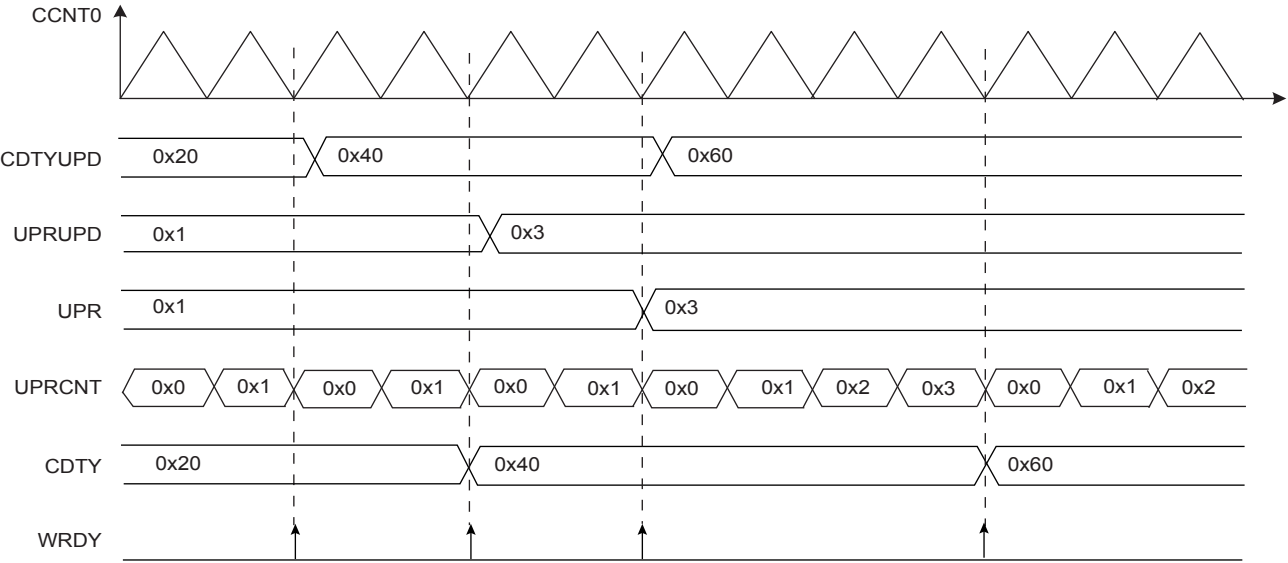 CCNT0
CDTYUPD 0x20 0x40 0x60
UPRUPD 0x1 0x3
UPR 0x1 0x3
UPRCNT 0x0 0x1 0x0 0x1 0x0 0x1 0x0 0x1 0x2 0x3 0x0 0x1 0x2
CDTY 0x20 0x40 0x60
WRDY